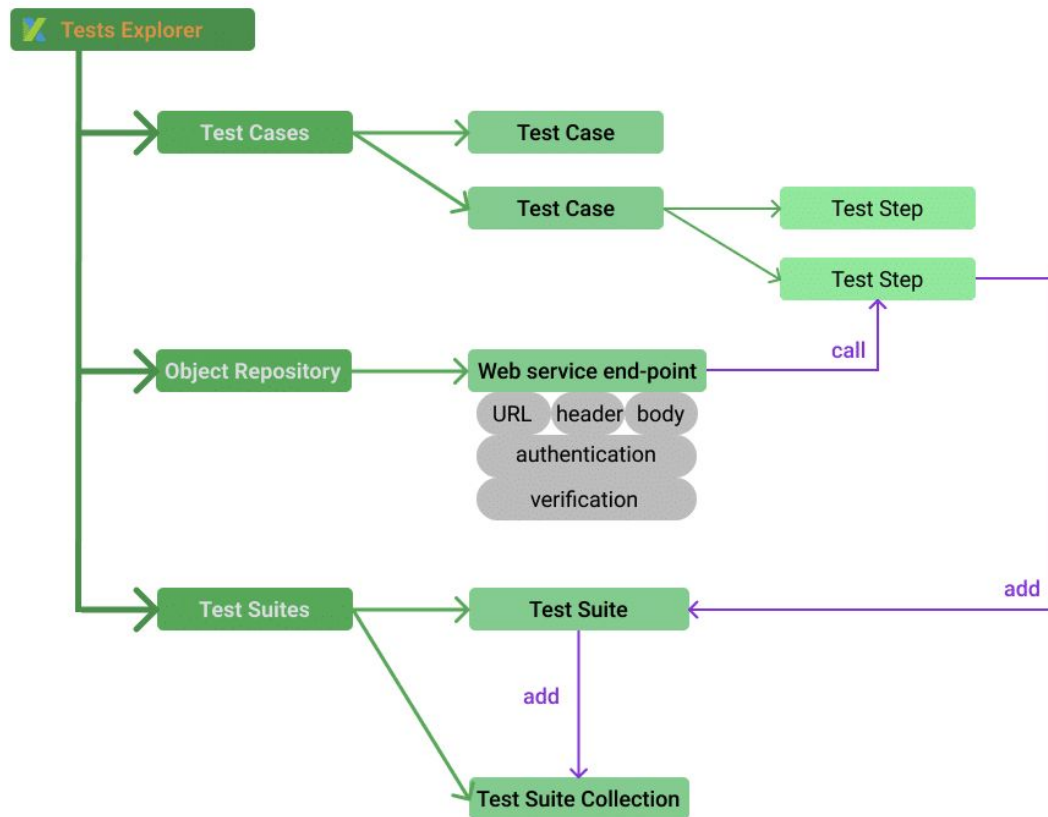 Tests Explorer
Test Cases
Test Case
Test Case
Test Step
Test Step
call
Object Repository
Web service end-point
URL header body
authentication
verification
add
Test Suites
Test Suite
add
Test Suite Collection